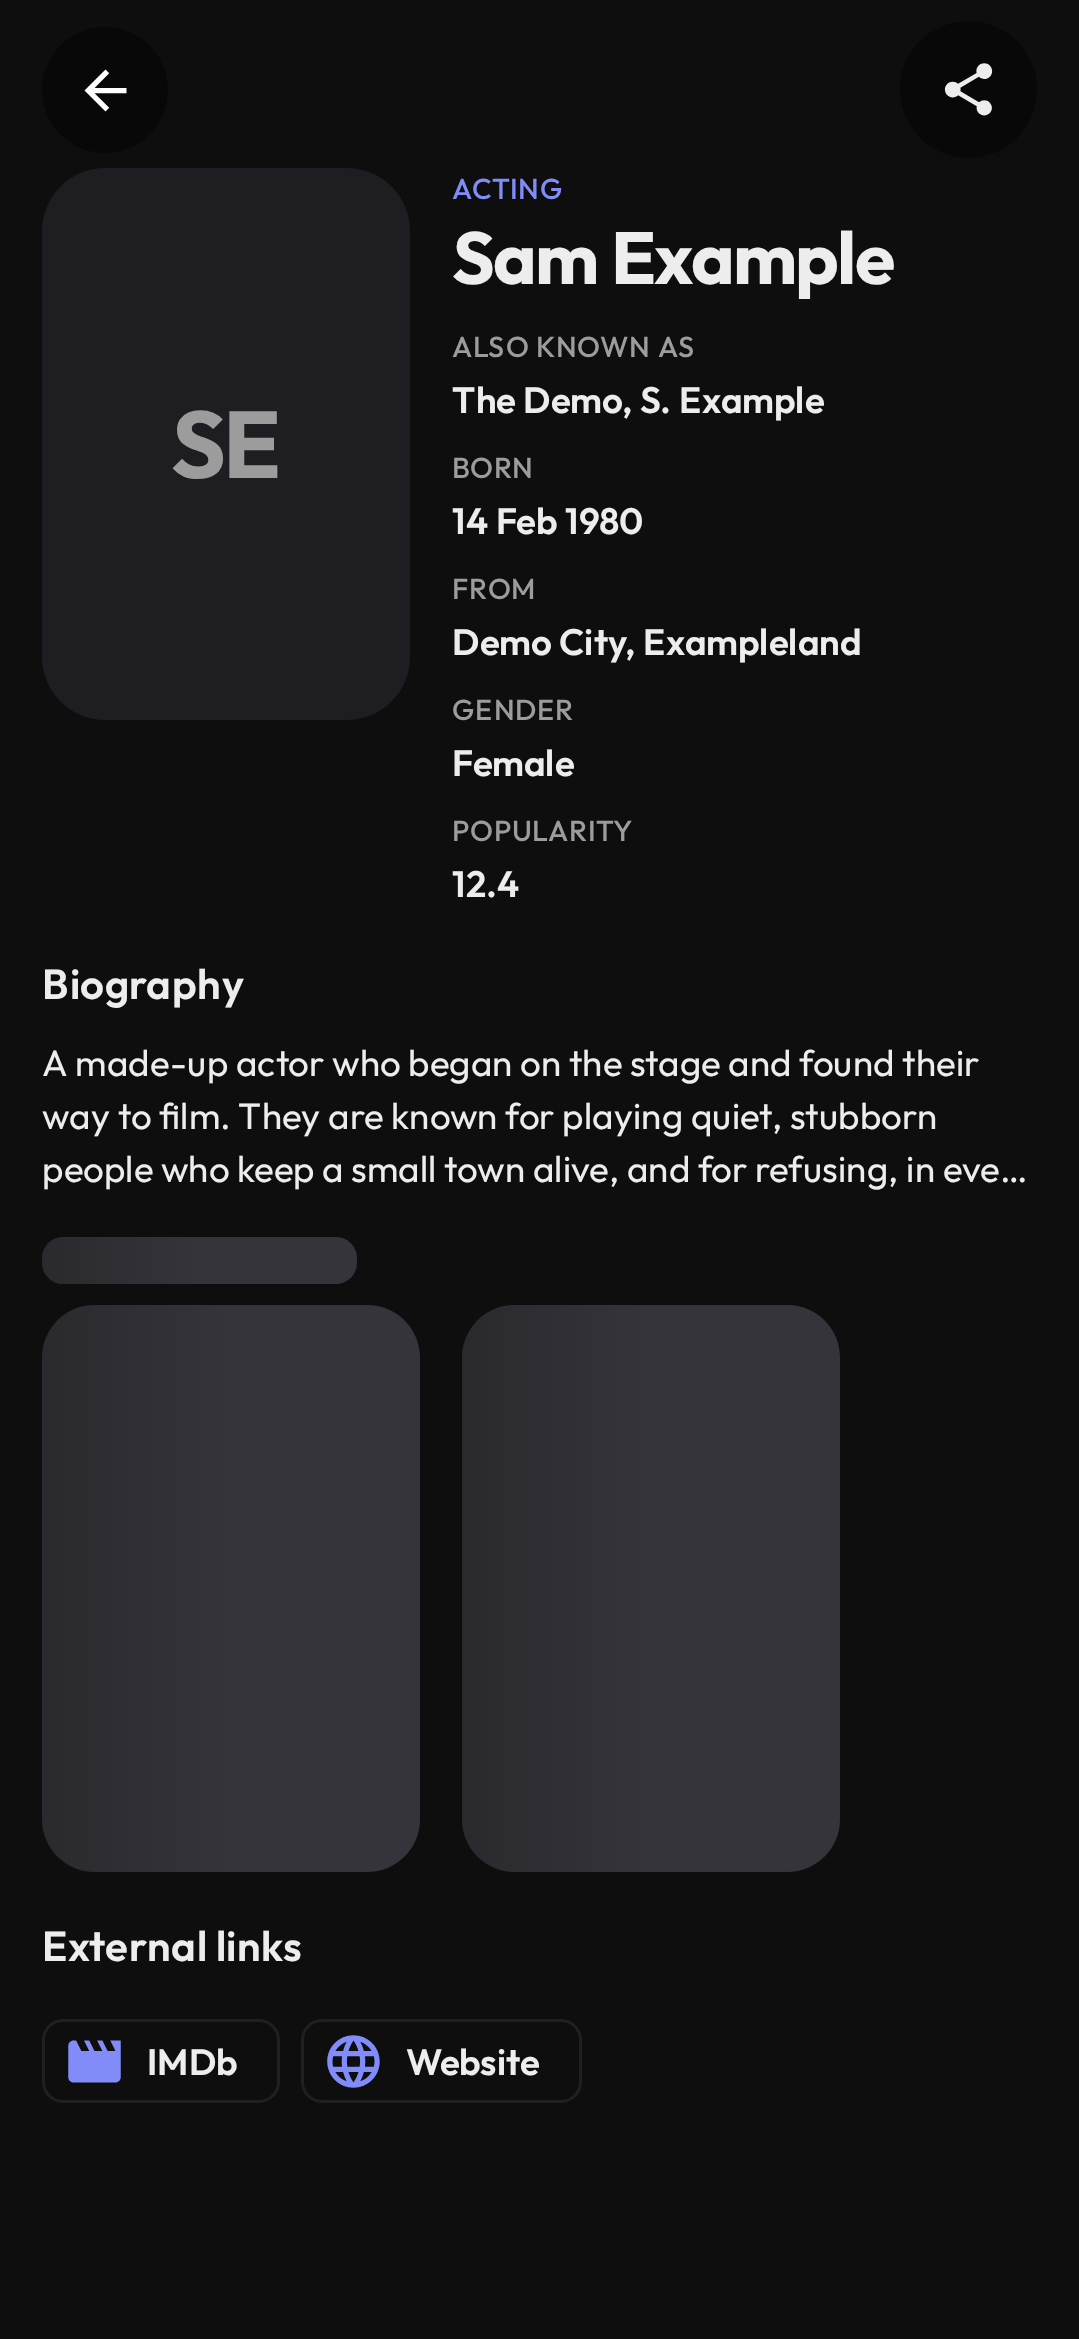 ACTING
Sam Example
SE
ALSO KNOWN AS
The Demo, S. Example
BORN
14 Feb 1980
FROM
Demo City, Exampleland
GENDER
Female
POPULARITY
12.4
Biography
A made-up actor who began on the stage and found their
way to film. They are known for playing quiet, stubborn
people who keep a small town alive, and for refusing, in eve…
External links
IMDb
Website